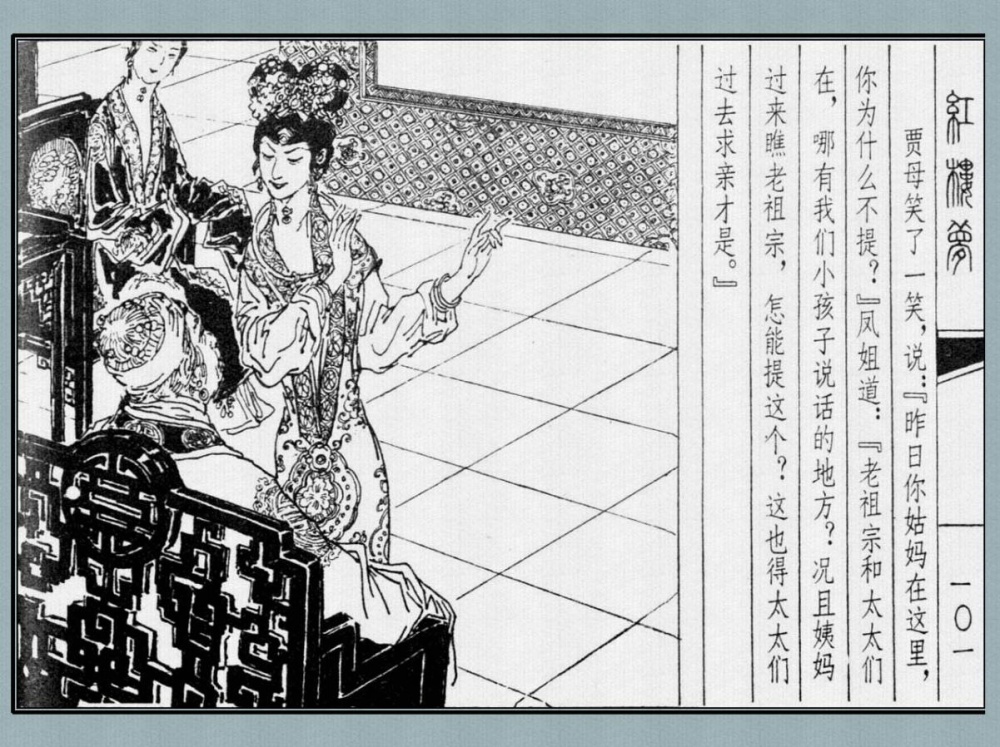 红楼梦
一〇一
贾母笑了一笑，说：『昨日你姑妈在这里，
你为什么不提？』凤姐道：『老祖宗和太太们
在，哪有我们小孩子说话的地方？况且姨妈
过来瞧老祖宗，怎能提这个？这也得太太们
过去求亲才是。』